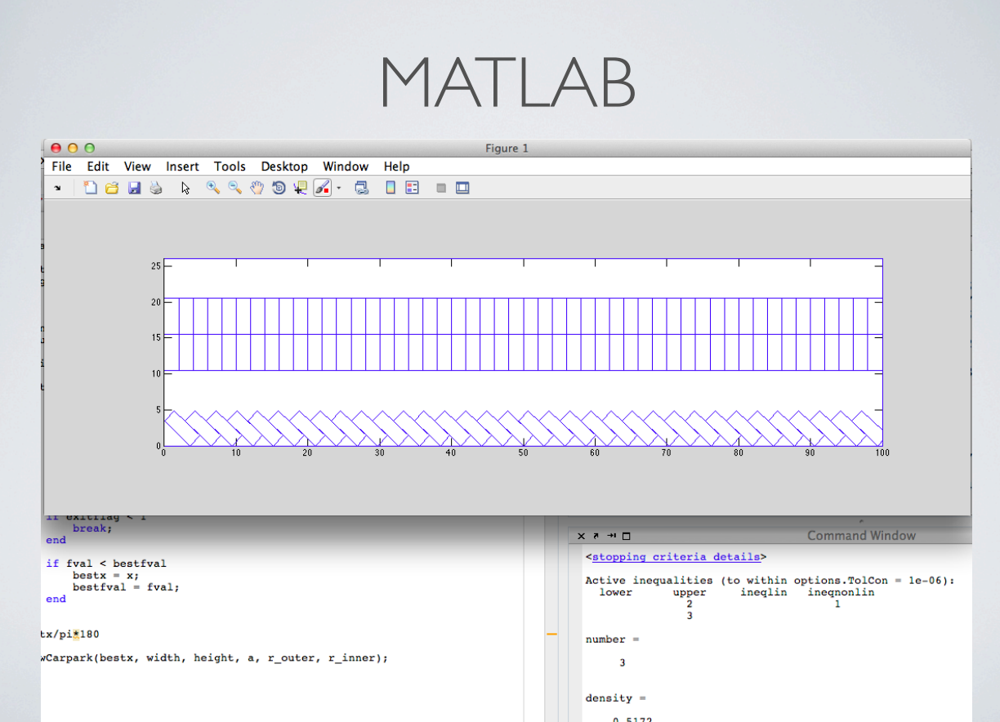 MATLAB
Figure 1
File Edit View Insert Tools Desktop Window Help
25
20
15
10
5
0
0 10 20 30 40 50 60 70 80 90 100
if exitflag < 1
break;
end
if fval < bestfval
bestx = x;
bestfval = fval;
end
tx/pi*180
wCarpark(bestx, width, height, a, r_outer, r_inner);
Command Window
<stopping criteria details>
Active inequalities (to within options.TolCon = 1e-06):
lower upper ineqlin ineqnonlin
2 1
3
number =
3
density =
0.5172